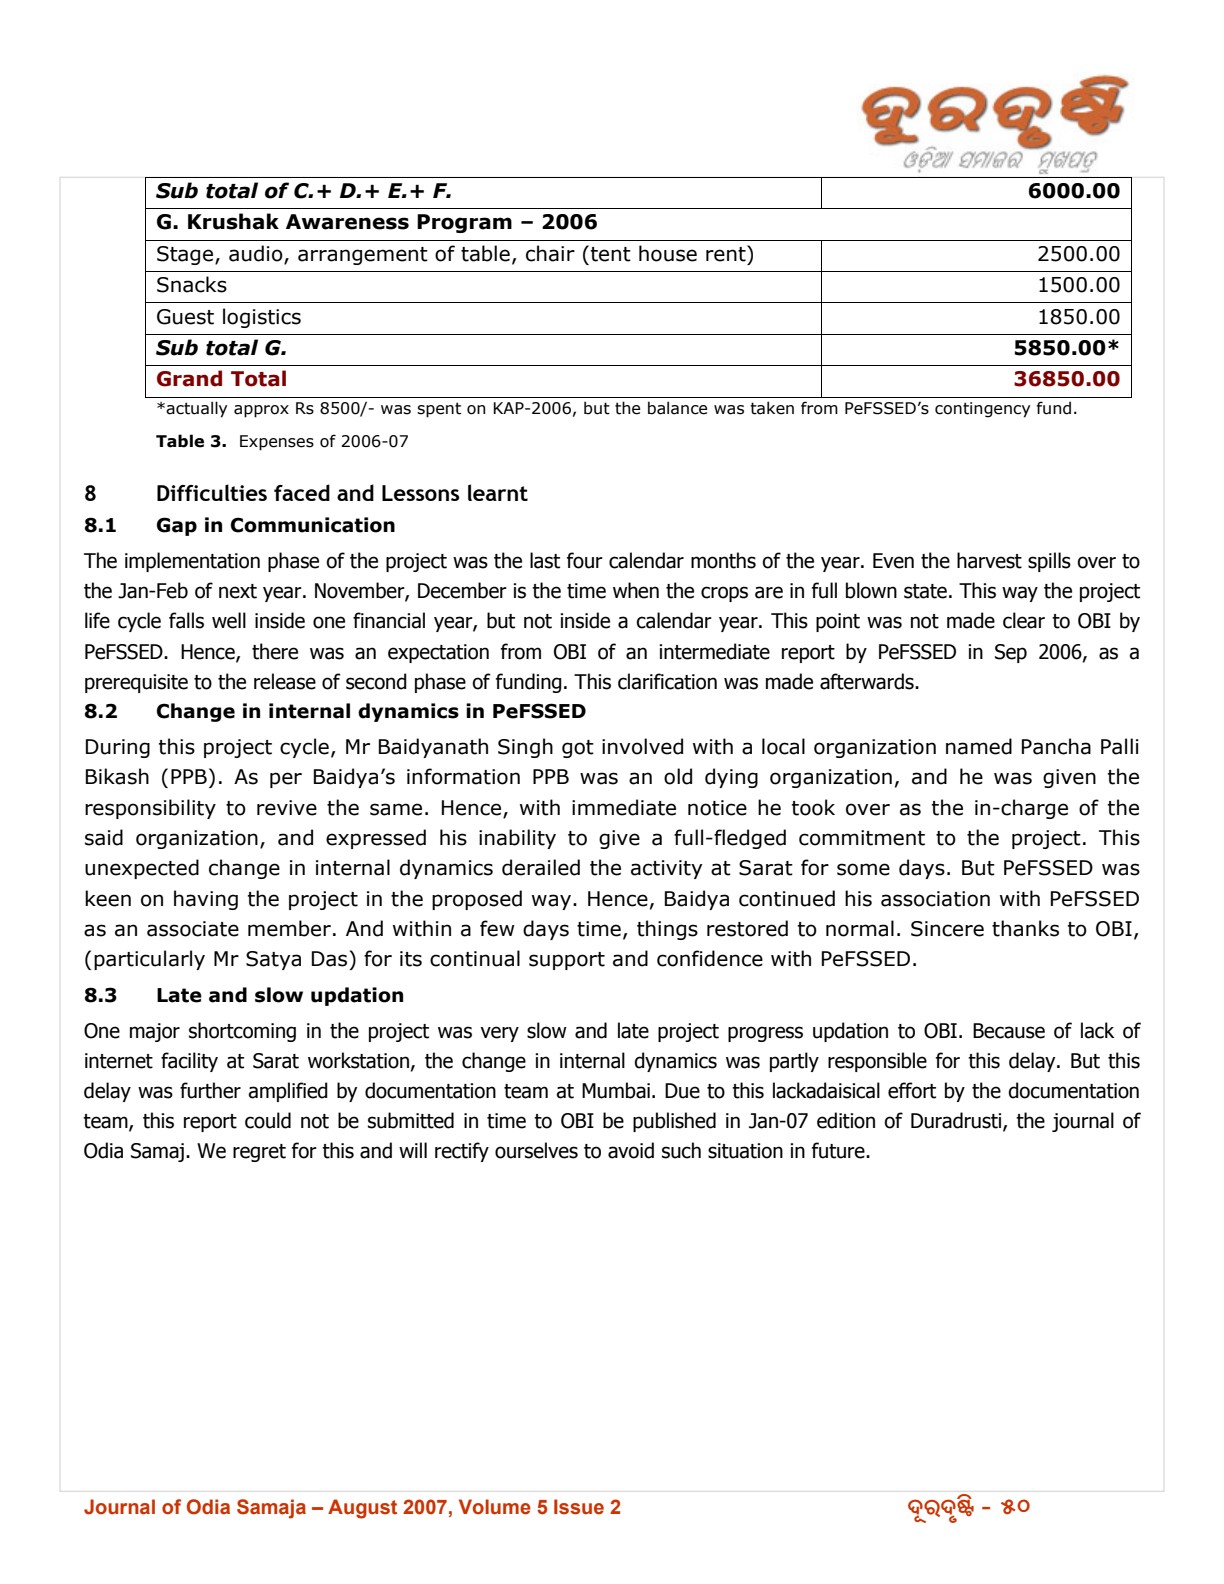 ଦୁରଦୃଷ୍ଟି
ଓଡ଼ିଆ ସମାଜର ମୁଖପତ୍ର
Sub total of C.+ D.+ E.+ F. 6000.00
G. Krushak Awareness Program – 2006
Stage, audio, arrangement of table, chair (tent house rent) 2500.00
Snacks 1500.00
Guest logistics 1850.00
Sub total G. 5850.00*
Grand Total 36850.00
*actually approx Rs 8500/- was spent on KAP-2006, but the balance was taken from PeFSSED’s contingency fund.
Table 3. Expenses of 2006-07
8 Difficulties faced and Lessons learnt
8.1 Gap in Communication
The implementation phase of the project was the last four calendar months of the year. Even the harvest spills over to
the Jan-Feb of next year. November, December is the time when the crops are in full blown state. This way the project
life cycle falls well inside one financial year, but not inside a calendar year. This point was not made clear to OBI by
PeFSSED. Hence, there was an expectation from OBI of an intermediate report by PeFSSED in Sep 2006, as a
prerequisite to the release of second phase of funding. This clarification was made afterwards.
8.2 Change in internal dynamics in PeFSSED
During this project cycle, Mr Baidyanath Singh got involved with a local organization named Pancha Palli
Bikash (PPB). As per Baidya’s information PPB was an old dying organization, and he was given the
responsibility to revive the same. Hence, with immediate notice he took over as the in-charge of the
said organization, and expressed his inability to give a full-fledged commitment to the project. This
unexpected change in internal dynamics derailed the activity at Sarat for some days. But PeFSSED was
keen on having the project in the proposed way. Hence, Baidya continued his association with PeFSSED
as an associate member. And within a few days time, things restored to normal. Sincere thanks to OBI,
(particularly Mr Satya Das) for its continual support and confidence with PeFSSED.
8.3 Late and slow updation
One major shortcoming in the project was very slow and late project progress updation to OBI. Because of lack of
internet facility at Sarat workstation, the change in internal dynamics was partly responsible for this delay. But this
delay was further amplified by documentation team at Mumbai. Due to this lackadaisical effort by the documentation
team, this report could not be submitted in time to OBI be published in Jan-07 edition of Duradrusti, the journal of
Odia Samaj. We regret for this and will rectify ourselves to avoid such situation in future.
Journal of Odia Samaja – August 2007, Volume 5 Issue 2 ଦୂରଦୃଷ୍ଟି - ୫୦